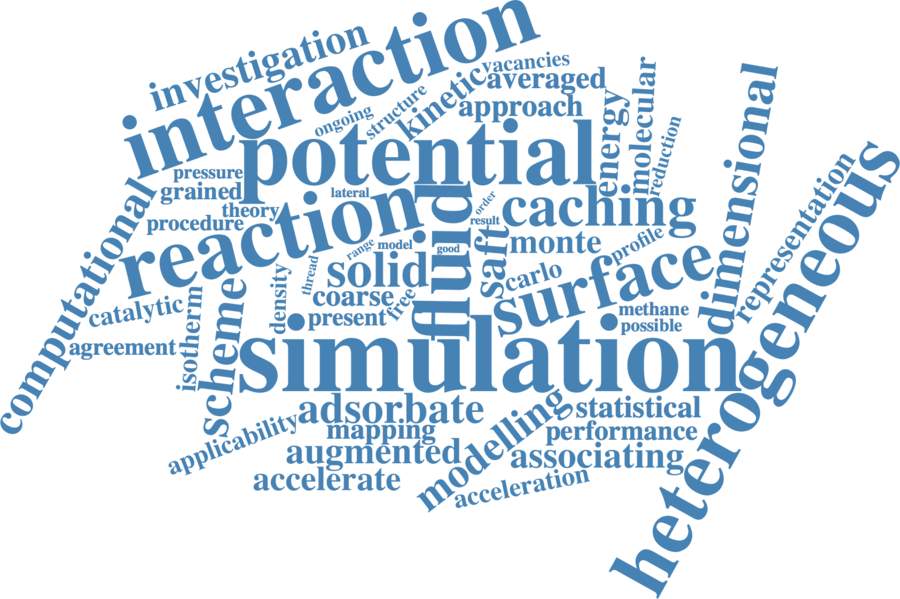 investigation
interaction
vacancies
averaged
kinetic
ongoing
structure
approach
energy
molecular
reduction
dimensional
potential
pressure
grained
lateral
order
result
caching
theory
procedure
reaction
fluid
computational
range
model
good
saft
monte
profile
representation
heterogeneous
solid
thread
density
carlo
surface
coarse
free
catalytic
isotherm
scheme
present
methane
possible
agreement
simulation
adsorbate
statistical
mapping
modelling
performance
applicability
augmented
associating
accelerate
acceleration